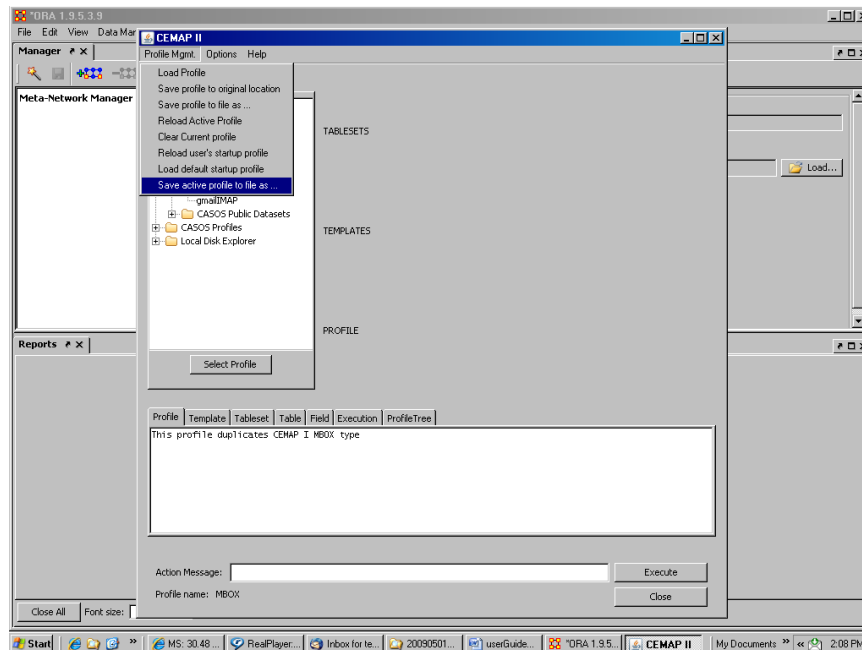 *ORA 1.9.5.3.9
File Edit View Data Mar
Manager
Meta-Network Manager
CEMAP II
Profile Mgmt. Options Help
Load Profile
Save profile to original location
Save profile to file as ...
Reload Active Profile
Clear Current profile
Reload user's startup profile
Load default startup profile
Save active profile to file as ...
gmailIMAP
CASOS Public Datasets
CASOS Profiles
Local Disk Explorer
Select Profile
TABLESETS
TEMPLATES
PROFILE
Load...
Reports
Profile Template Tableset Table Field Execution ProfileTree
This profile duplicates CEMAP I MBOX type
Action Message:
Execute
Profile name: MBOX
Close
Close All Font size:
Start MS: 30.48 ... RealPlayer:... Inbox for te... 20090501... userGuide... *ORA 1.9.5... CEMAP II My Documents » « 2:08 PM